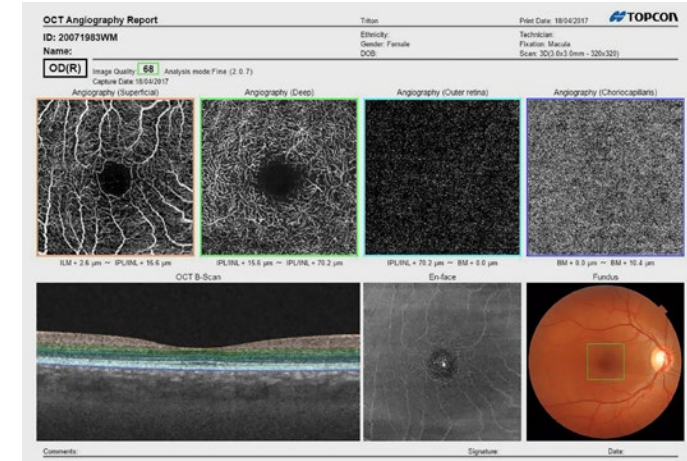 OCT Angiography Report
Triton
Print Date: 18/04/2017
TOPCON
ID: 20071983WM
Ethnicity:
Technician:
Name:
Gender: Female
Fixation: Macula
DOB:
Scan: 3D(3.0x3.0mm - 320x320)
OD(R)
Image Quality: 68 Analysis mode:Fine (2.0.7)
Capture Date:18/04/2017
Angiography (Superficial)
Angiography (Deep)
Angiography (Outer retina)
Angiography (Choriocapillaris)
ILM + 2.6 μm ~ IPL/INL + 15.6 μm
IPL/INL + 15.6 μm ~ IPL/INL + 70.2 μm
IPL/INL + 70.2 μm ~ BM + 0.0 μm
BM + 0.0 μm ~ BM + 10.4 μm
OCT B-Scan
En-face
Fundus
Comments:
Signature:
Date: